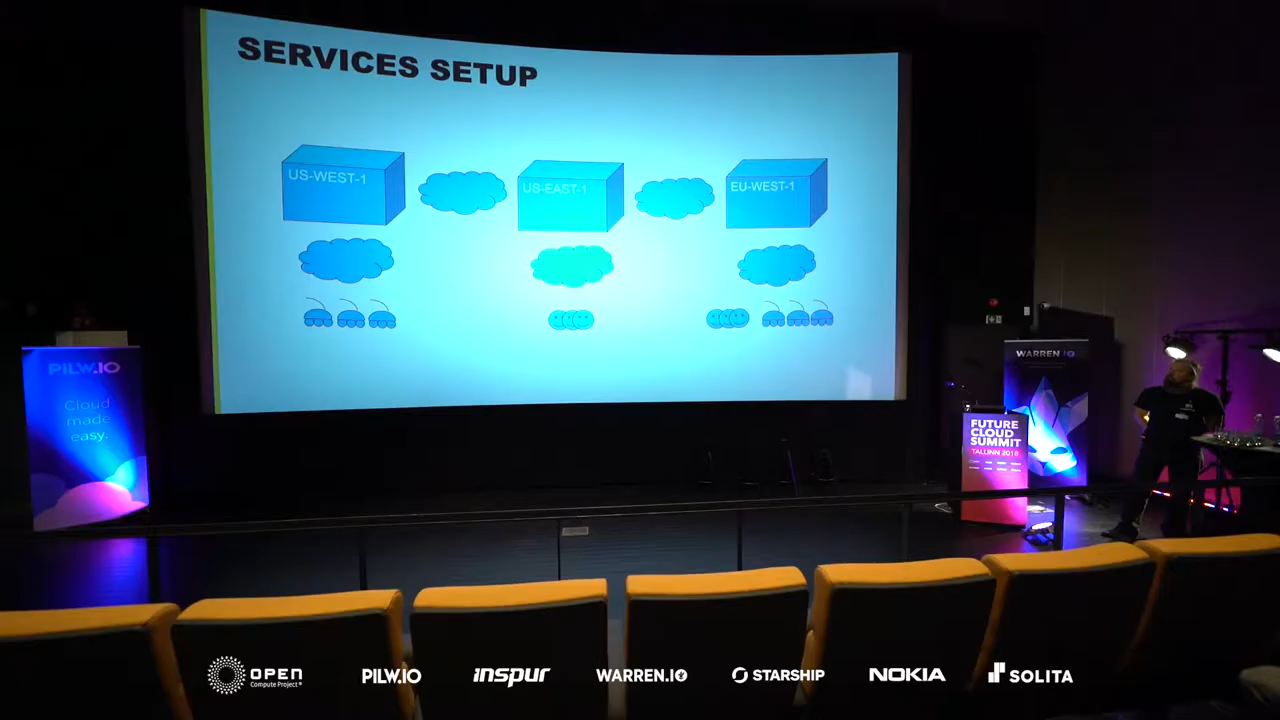 SERVICES SETUP
US-WEST-1
US-EAST-1
EU-WEST-1
PILW.IO
Cloud
made
easy.
WARREN IO
FUTURE
CLOUD
SUMMIT
TALLINN 2018
OPEN
Compute Project®
PILW.IO
inspur
WARREN.IO
STARSHIP
NOKIA
SOLITA